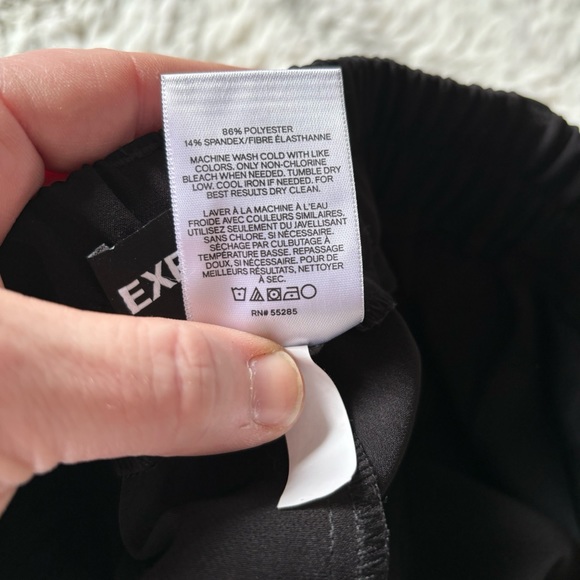 86% POLYESTER
14% SPANDEX/FIBRE ÉLASTHANNE
MACHINE WASH COLD WITH LIKE
COLORS. ONLY NON-CHLORINE
BLEACH WHEN NEEDED. TUMBLE DRY
LOW. COOL IRON IF NEEDED. FOR
BEST RESULTS DRY CLEAN.
LAVER À LA MACHINE À L'EAU
FROIDE AVEC COULEURS SIMILAIRES.
UTILISEZ SEULEMENT DU JAVELLISANT
SANS CHLORE, SI NÉCESSAIRE.
SÉCHAGE PAR CULBUTAGE À
TEMPÉRATURE BASSE. REPASSAGE
DOUX, SI NÉCESSAIRE. POUR DE
MEILLEURS RÉSULTATS, NETTOYER
À SEC.
RN# 55285
EXP